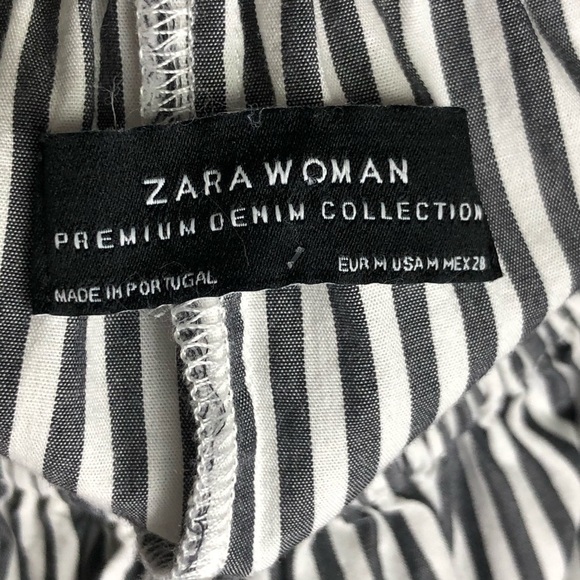 ZARA WOMAN
PREMIUM DENIM COLLECTION
MADE IN PORTUGAL
EUR M USA M MEX 28